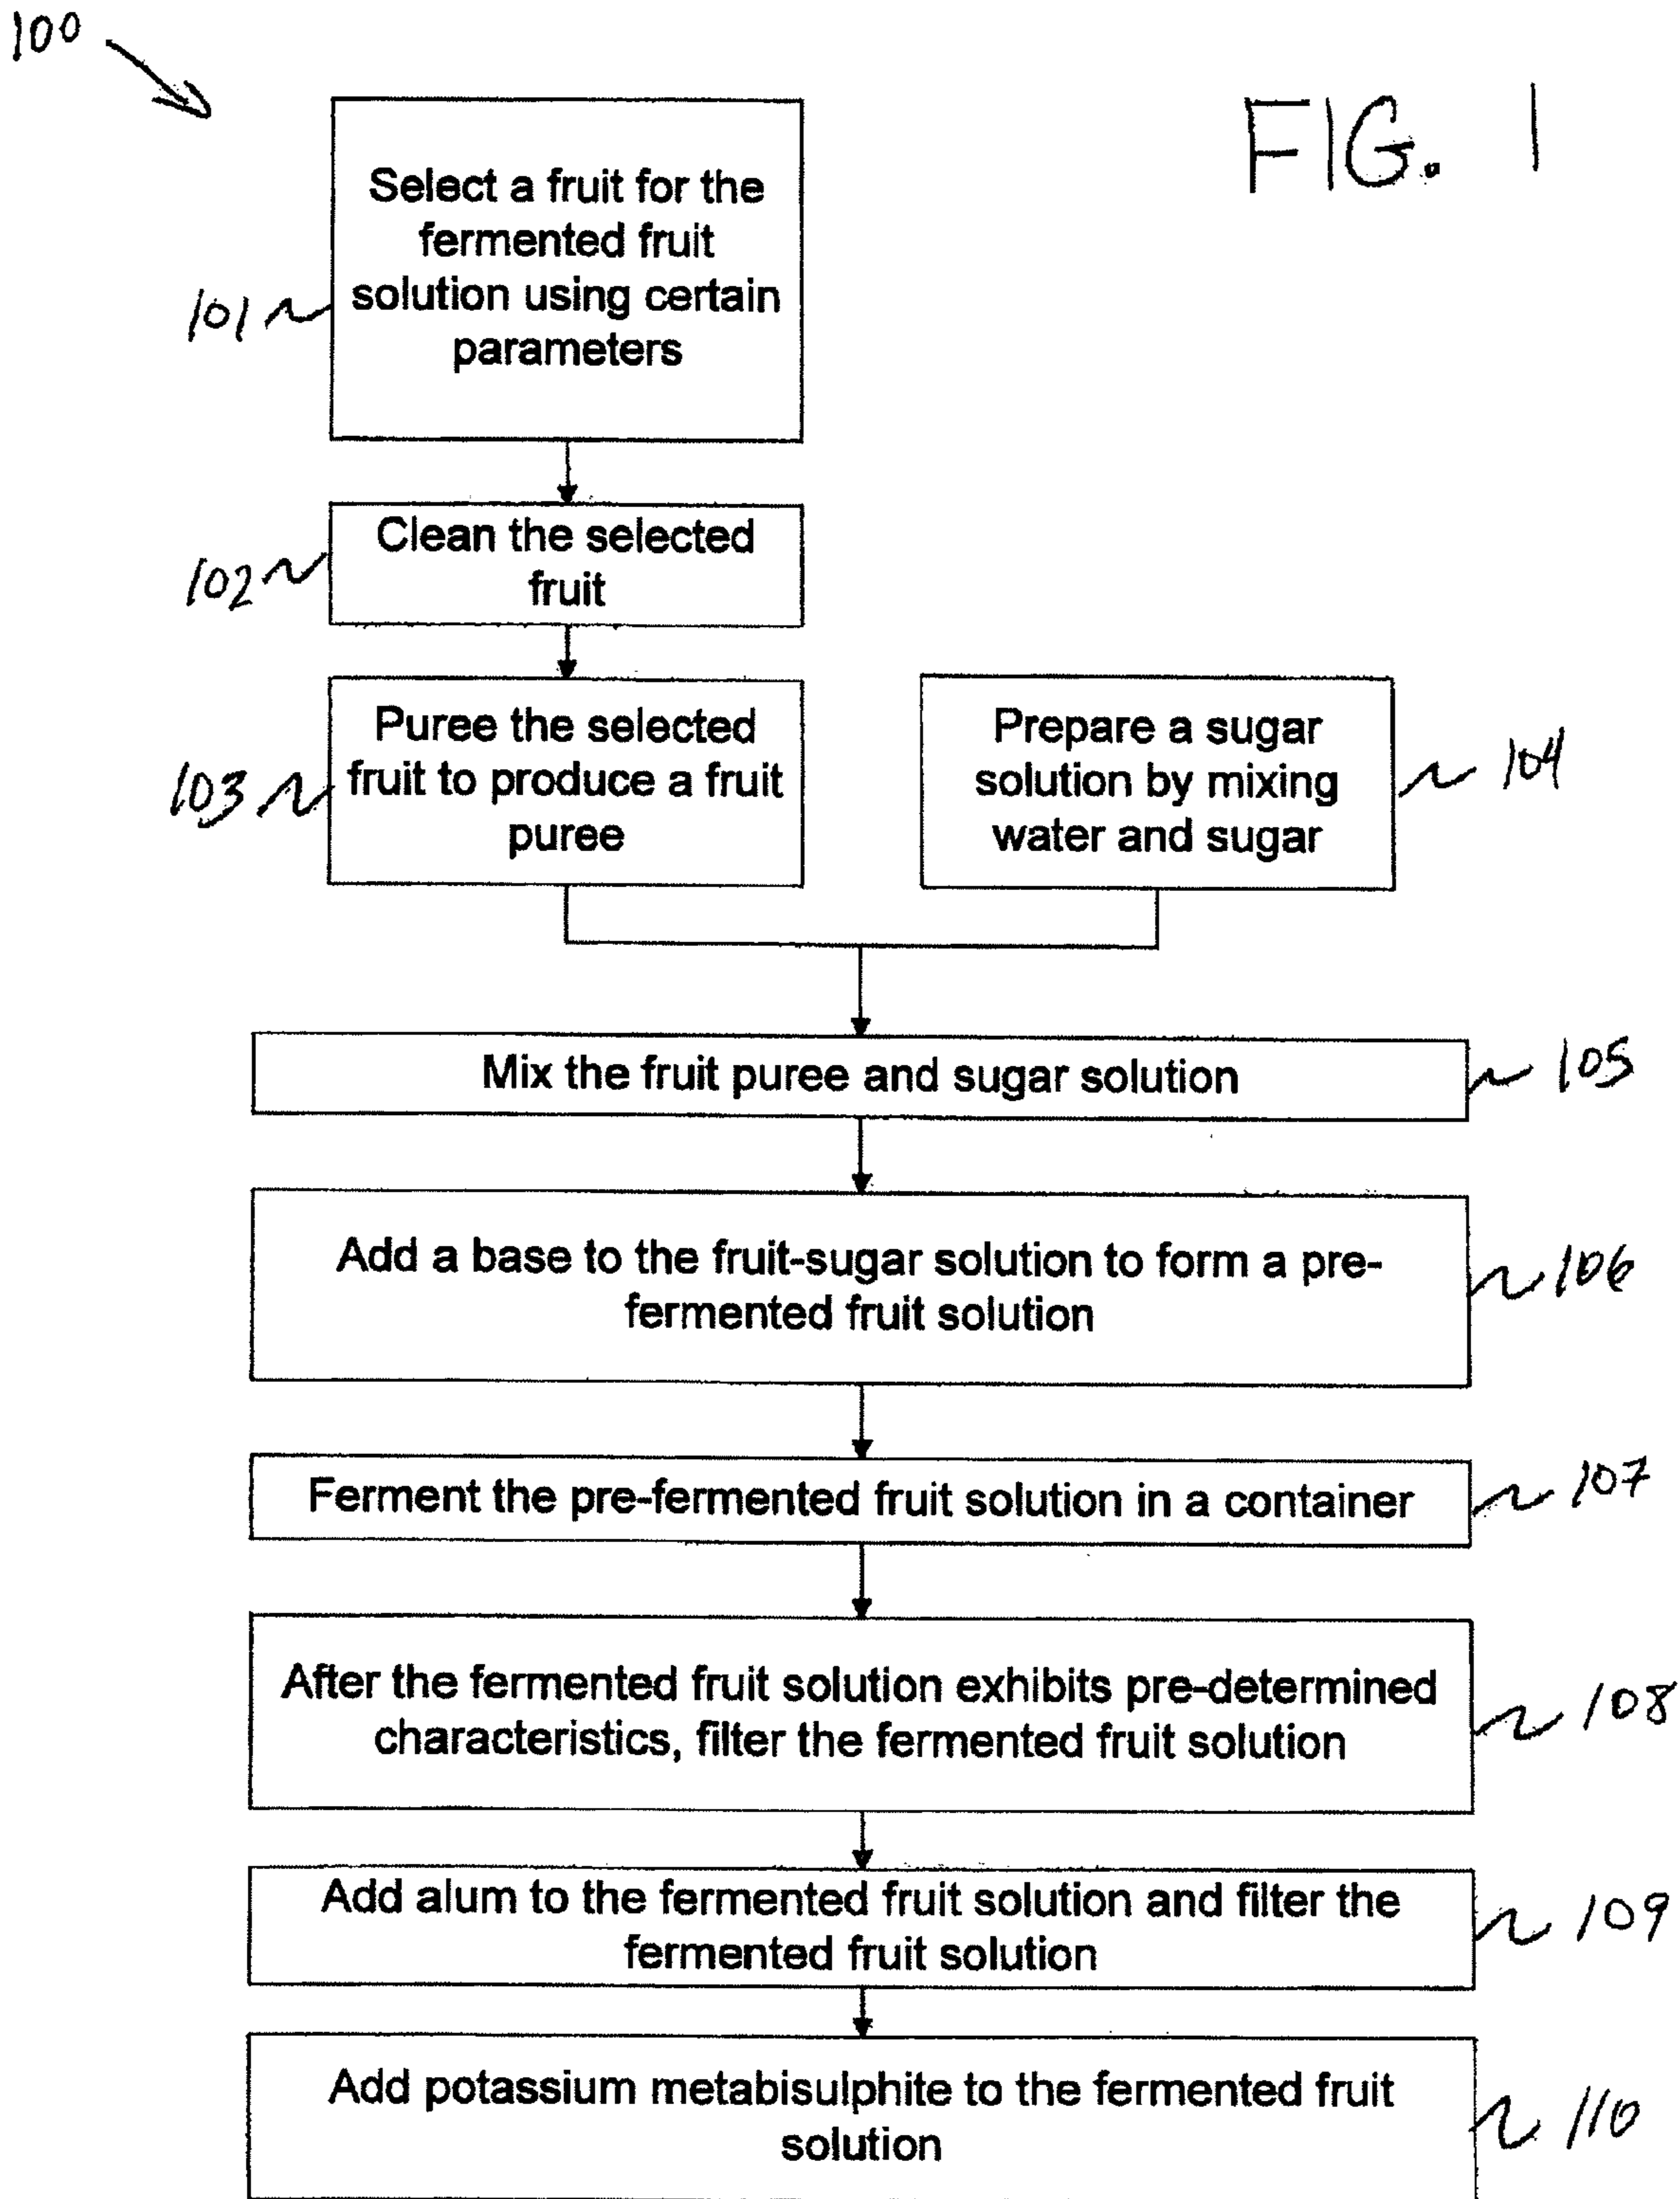 100
FIG. 1
Select a fruit for the
fermented fruit
solution using certain
parameters
101
Clean the selected
fruit
102
Puree the selected
fruit to produce a fruit
puree
103
Prepare a sugar
solution by mixing
water and sugar
104
Mix the fruit puree and sugar solution
105
Add a base to the fruit-sugar solution to form a pre-
fermented fruit solution
106
Ferment the pre-fermented fruit solution in a container
107
After the fermented fruit solution exhibits pre-determined
characteristics, filter the fermented fruit solution
108
Add alum to the fermented fruit solution and filter the
fermented fruit solution
109
Add potassium metabisulphite to the fermented fruit
solution
110